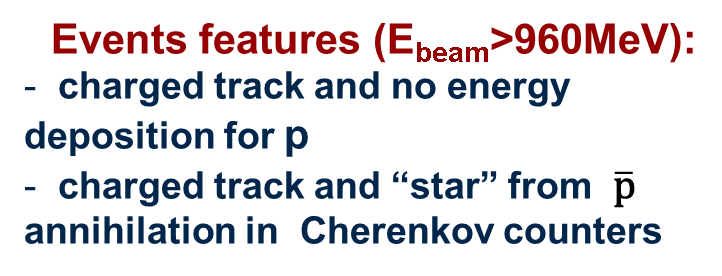 Events features (E_beam>960MeV):
- charged track and no energy
deposition for p
- charged track and “star” from p̅
annihilation in Cherenkov counters